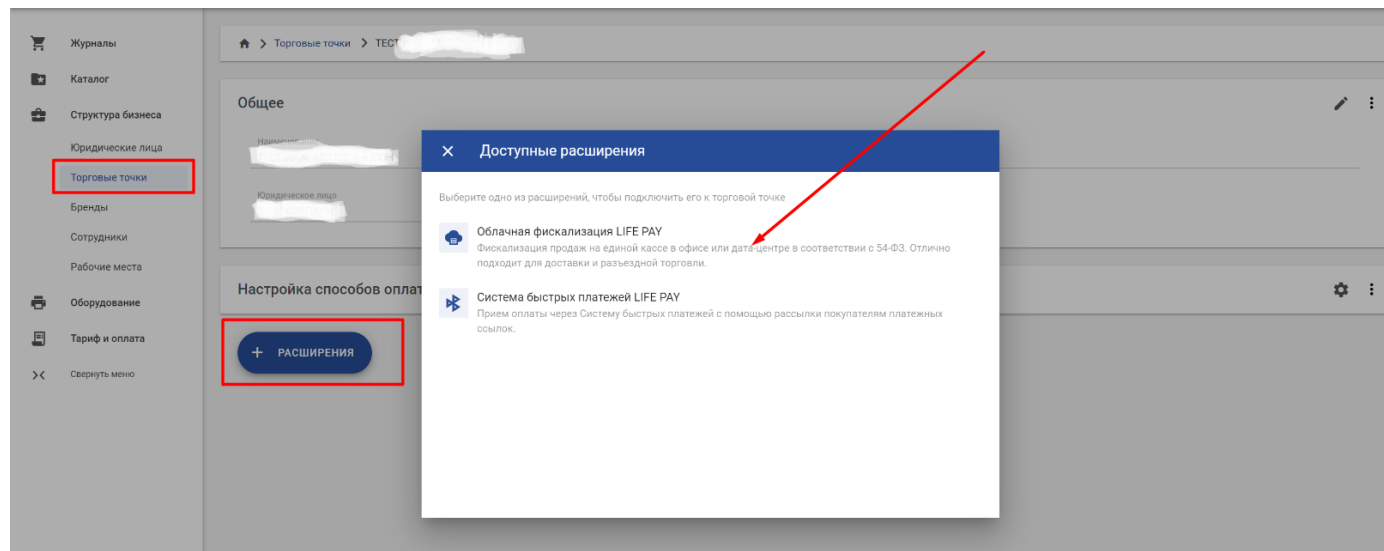 Журналы
Каталог
Структура бизнеса
Юридические лица
Торговые точки
Бренды
Сотрудники
Рабочие места
Оборудование
Тариф и оплата
Свернуть меню
Торговые точки > ТЕСТ
Общее
Юридическое лицо
Настройка способов оплат
+ РАСШИРЕНИЯ
Доступные расширения
Выберите одно из расширений, чтобы подключить его к торговой точке
Облачная фискализация LIFE PAY
Фискализация продаж на единой кассе в офисе или дата-центре в соответствии с 54-ФЗ. Отлично
подходит для доставки и разъездной торговли.
Система быстрых платежей LIFE PAY
Прием оплаты через Систему быстрых платежей с помощью рассылки покупателям платежных
ссылок.